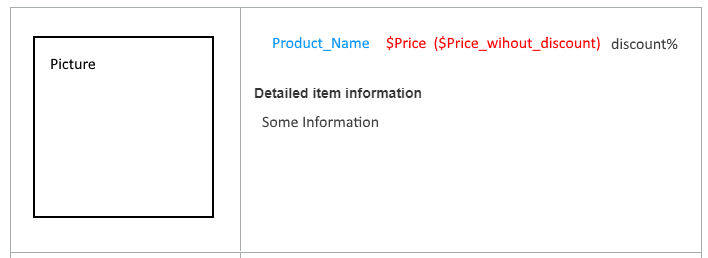 Picture
Product_Name $Price ($Price_wihout_discount) discount%
Detailed item information
Some Information